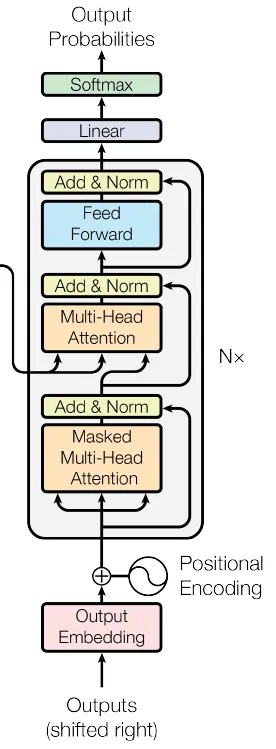 Output
Probabilities
Softmax
Linear
Add & Norm
Feed
Forward
Add & Norm
Multi-Head
Attention
N×
Add & Norm
Masked
Multi-Head
Attention
Positional
Encoding
Output
Embedding
Outputs
(shifted right)